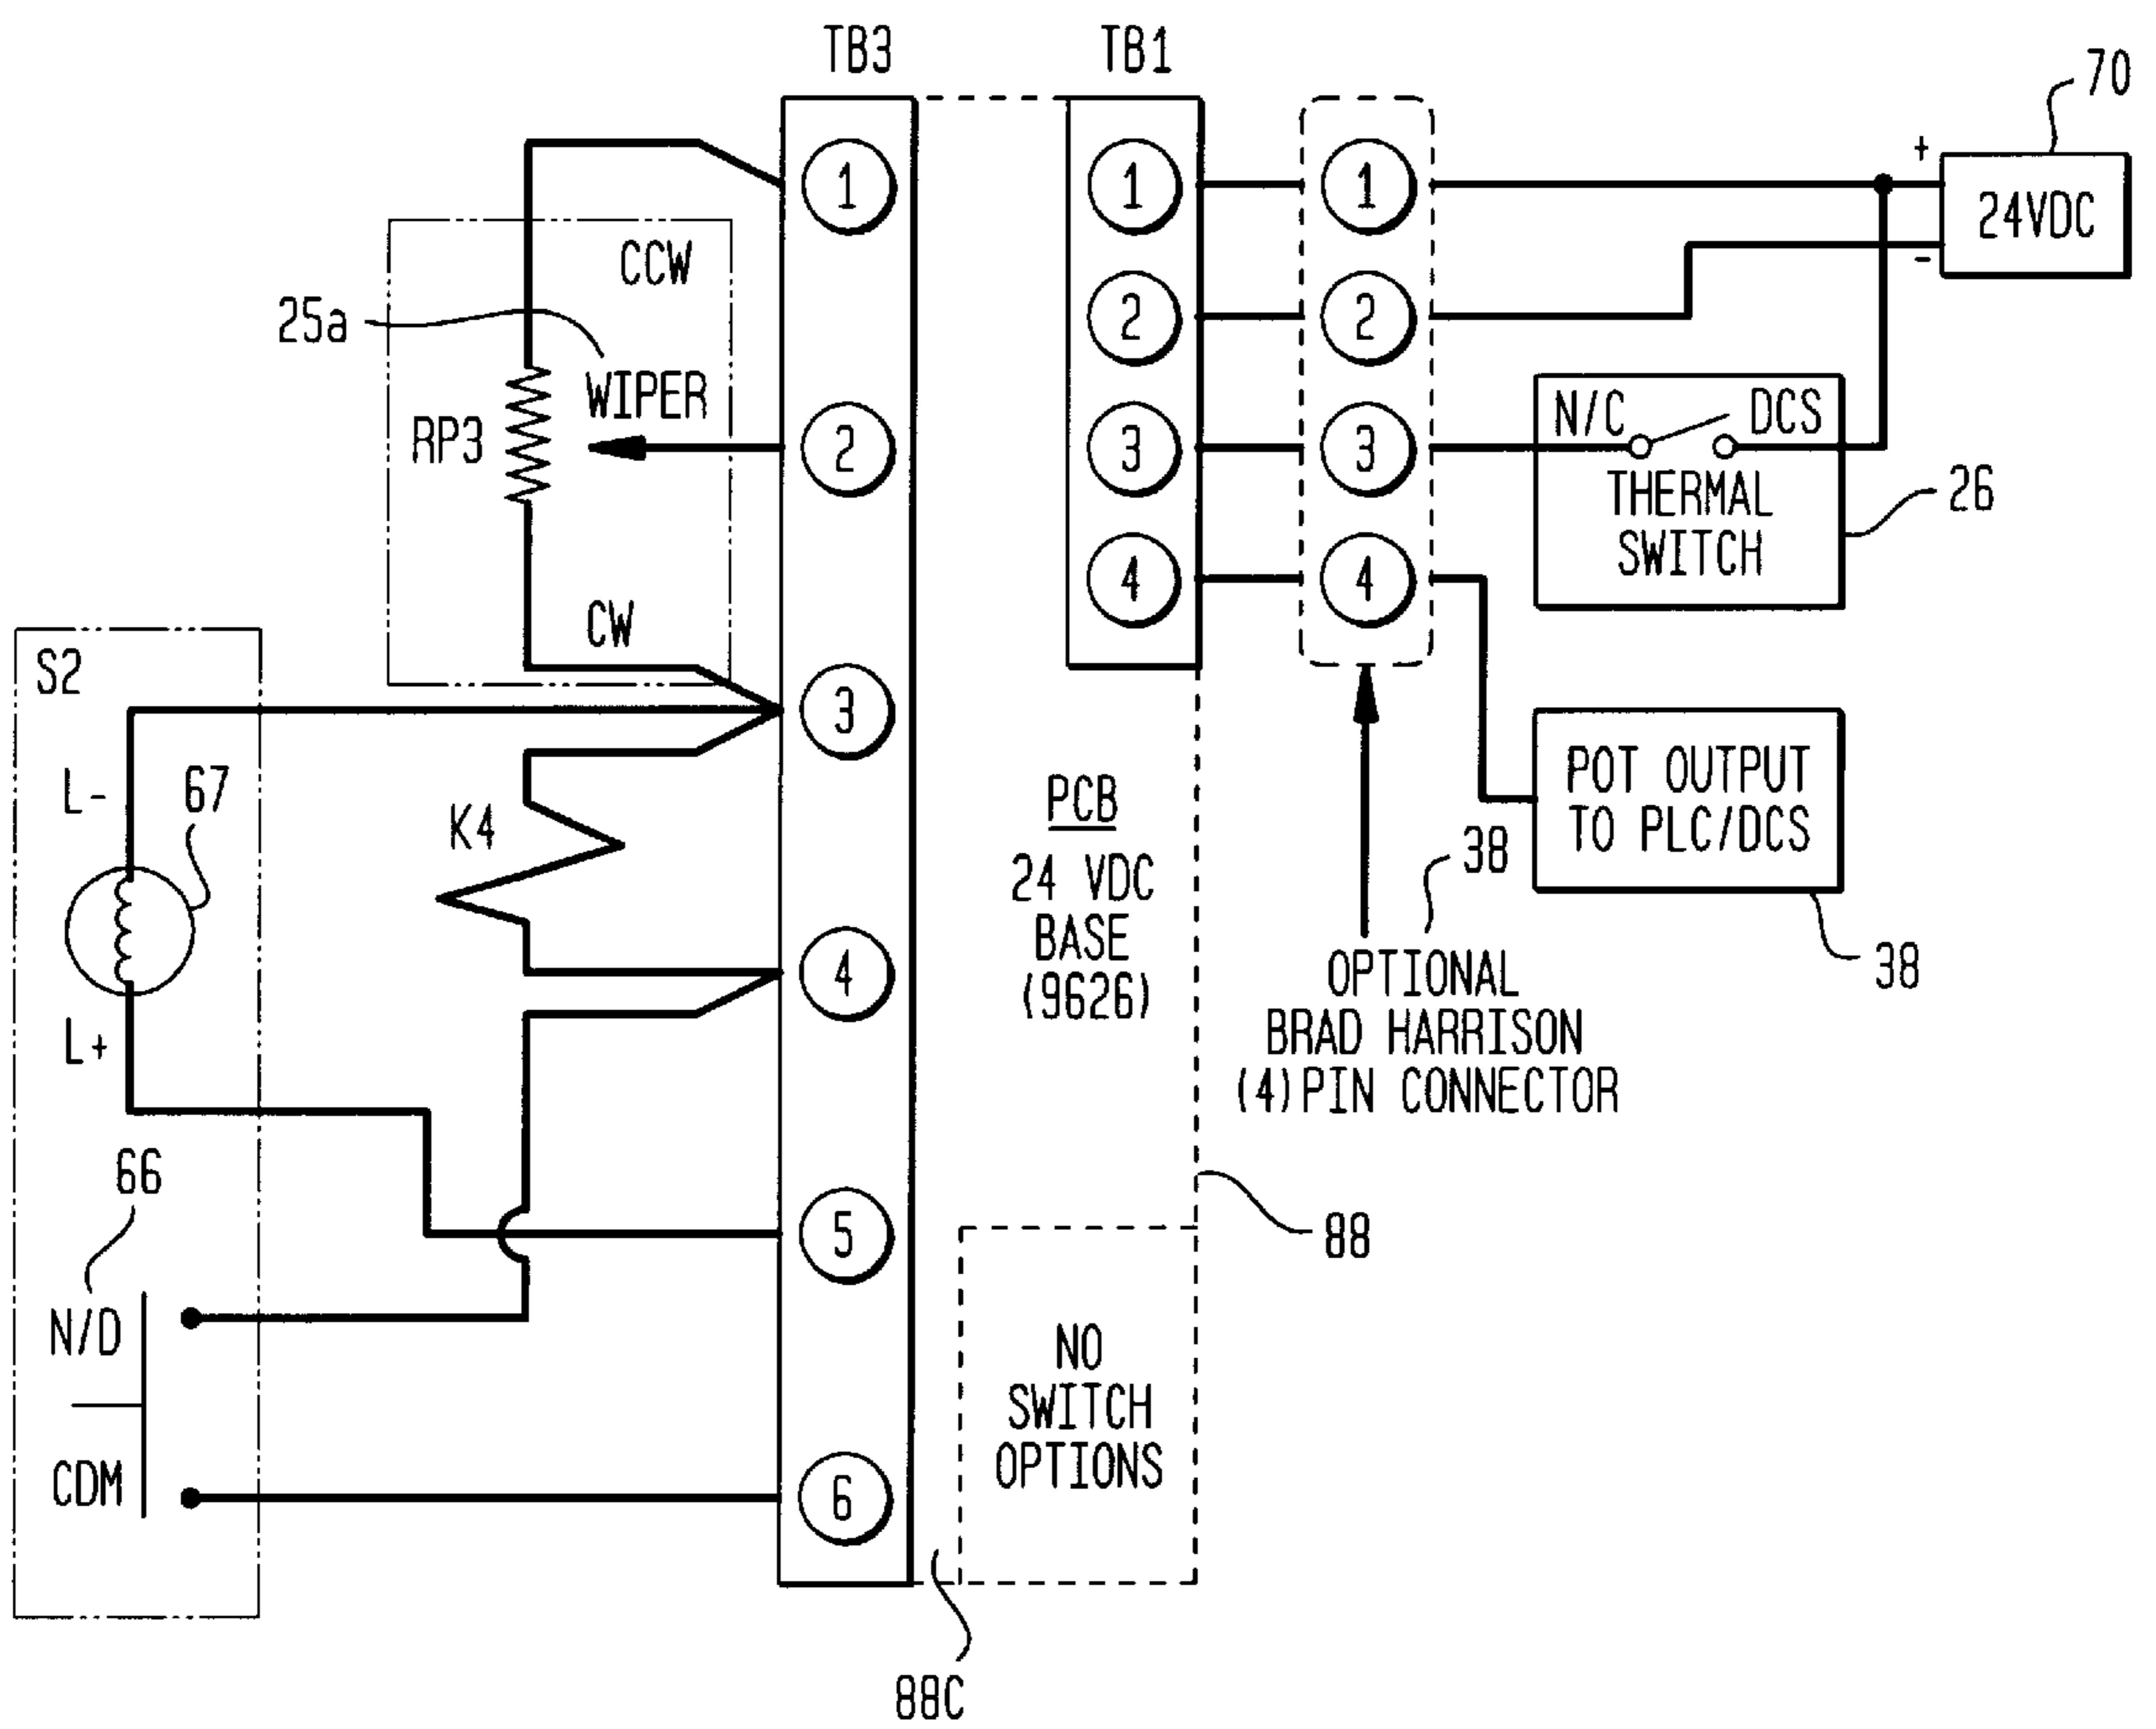 TB3
TB1
70
1
1
1
+
24VDC
-
CCW
25a
2
2
WIPER
RP3
2
3
3
N/C
DCS
THERMAL
SWITCH
26
4
4
CW
S2
3
L-
67
K4
PCB
24 VDC
BASE
(9626)
POT OUTPUT
TO PLC/DCS
38
38
OPTIONAL
BRAD HARRISON
(4) PIN CONNECTOR
4
L+
66
5
88
N/O
NO
SWITCH
OPTIONS
COM
6
88C